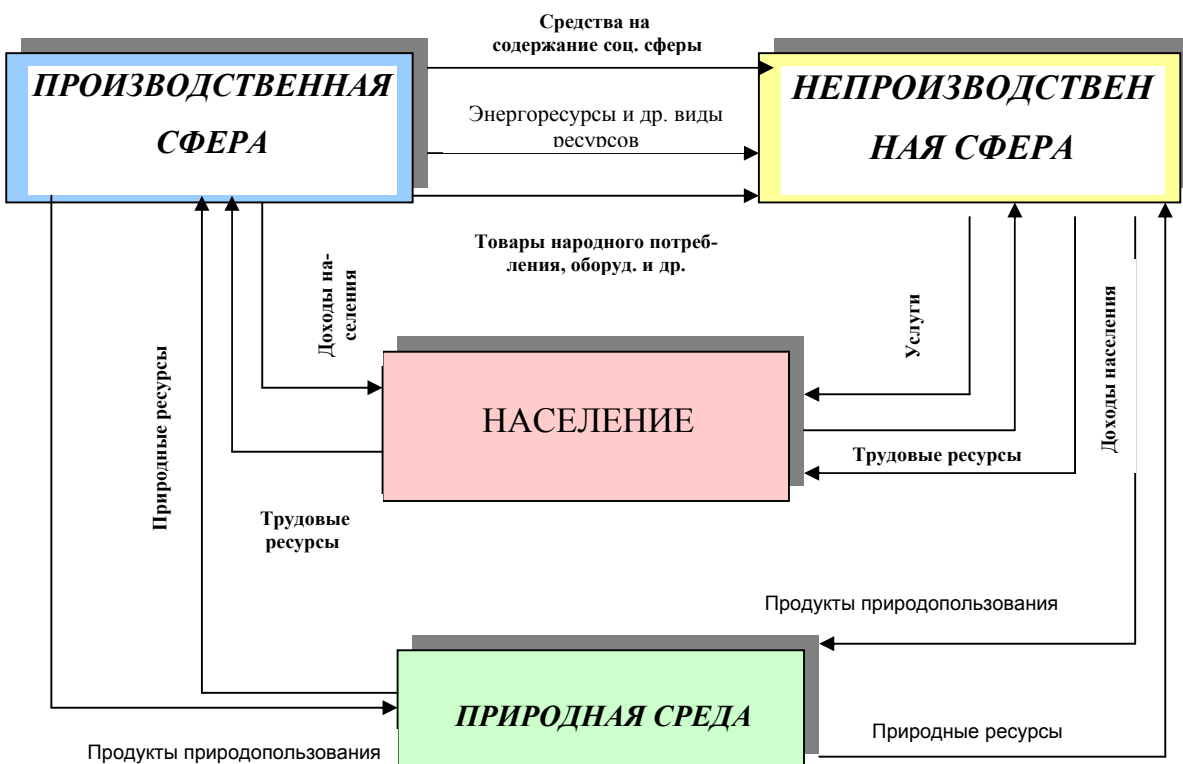 Средства на
содержание соц. сферы
ПРОИЗВОДСТВЕННАЯ
СФЕРА
Энергоресурсы и др. виды
ресурсов
НЕПРОИЗВОДСТВЕН
НАЯ СФЕРА
Товары народного потреб-
ления, оборуд. и др.
Доходы на-
селения
Услуги
Доходы населения
Природные ресурсы
НАСЕЛЕНИЕ
Трудовые ресурсы
Трудовые
ресурсы
Продукты природопользования
ПРИРОДНАЯ СРЕДА
Природные ресурсы
Продукты природопользования